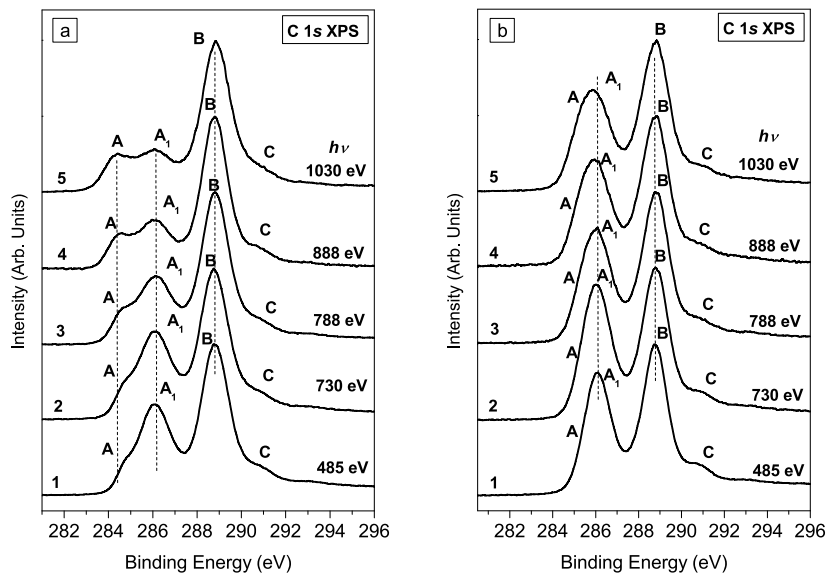 a
C 1s XPS
B
A
A1
B
C
hν
1030 eV
5
A
A1
B
C
888 eV
4
A
A1
B
C
788 eV
3
A
A1
B
C
730 eV
2
A
A1
C
485 eV
1
Intensity (Arb. Units)
282 284 286 288 290 292 294 296
Binding Energy (eV)
b
C 1s XPS
B
A
A1
B
C
hν
1030 eV
5
A
A1
B
C
888 eV
4
A
A1
B
C
788 eV
3
A
A1
B
C
730 eV
2
A
A1
C
485 eV
1
Intensity (Arb. Units)
282 284 286 288 290 292 294 296
Binding Energy (eV)